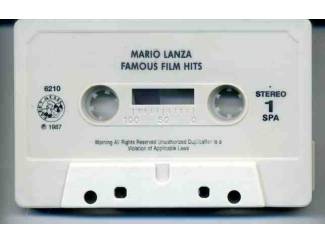 MARIO LANZA
FAMOUS FILM HITS
6210
STEREO
1
SPA
℗ 1987
100 50 0
Warning All Rights Reserved Unauthorized Duplication is a
Violation of Applicable Laws